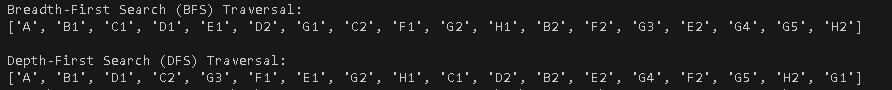 Breadth-First Search (BFS) Traversal:
['A', 'B1', 'C1', 'D1', 'E1', 'D2', 'G1', 'C2', 'F1', 'G2', 'H1', 'B2', 'F2', 'G3', 'E2', 'G4', 'G5', 'H2']
Depth-First Search (DFS) Traversal:
['A', 'B1', 'D1', 'C2', 'G3', 'F1', 'E1', 'G2', 'H1', 'C1', 'D2', 'B2', 'E2', 'G4', 'F2', 'G5', 'H2', 'G1']